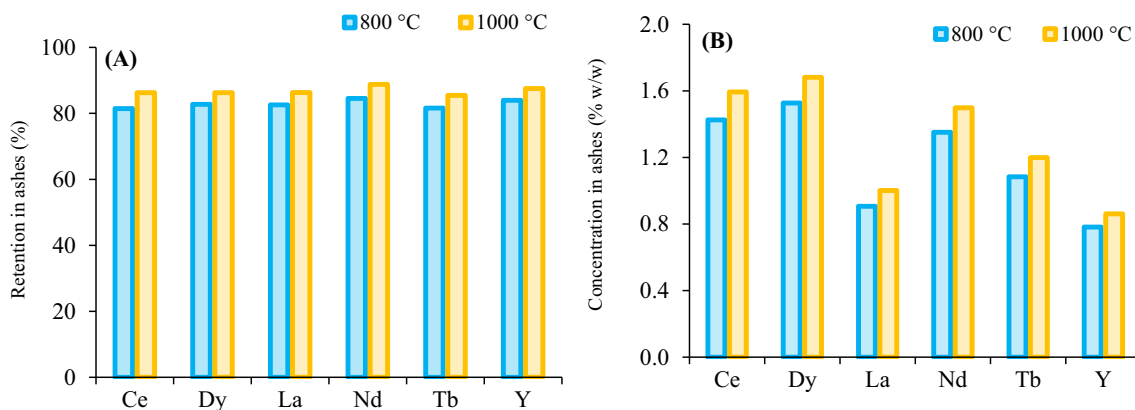 800 °C 1000 °C
(A)
Retention in ashes (%)
100
80
60
40
20
0
Ce Dy La Nd Tb Y
800 °C 1000 °C
(B)
Concentration in ashes (% w/w)
2.0
1.6
1.2
0.8
0.4
0.0
Ce Dy La Nd Tb Y